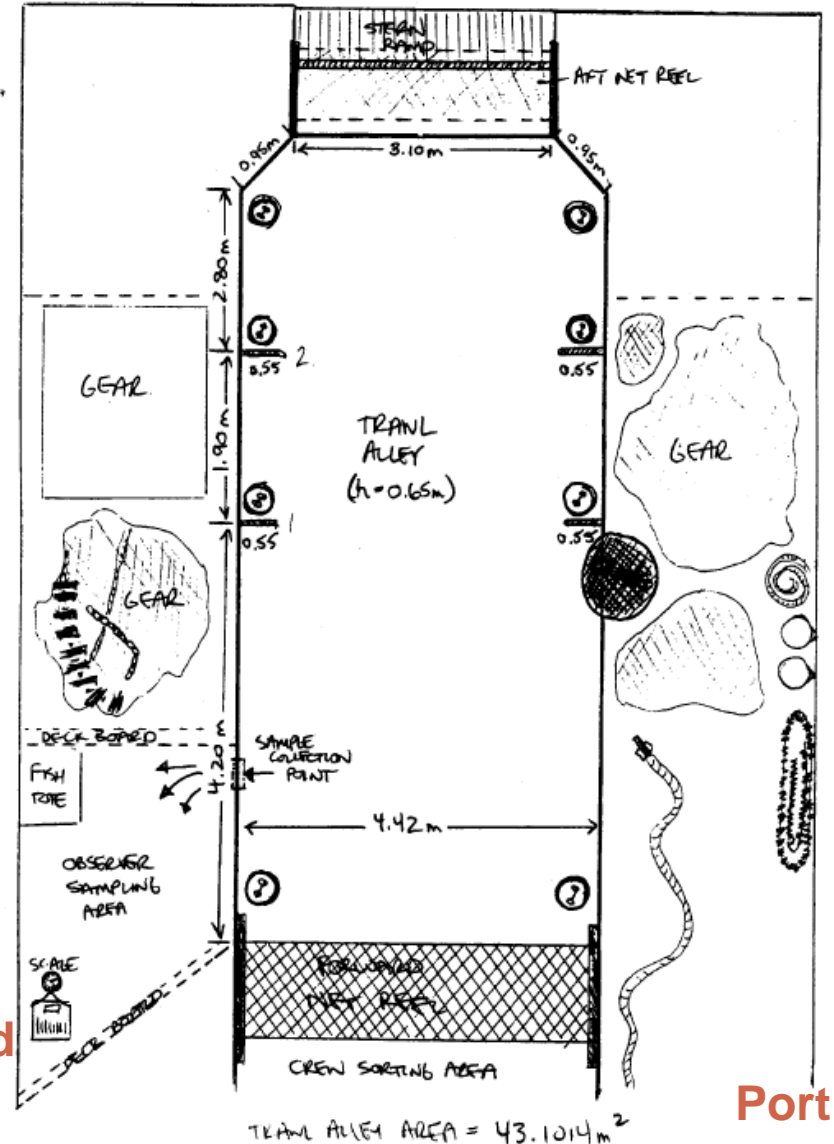 STERN
RAMP
AFT NET REEL
0.95m
3.10m
0.95m
2.80m
0.55
2
0.55
GEAR
1.90m
TRAWL
ALLEY
(h=0.65m)
GEAR
1
0.55
0.55
GEAR
DECK BOARD
4.20 m
SAMPLE
COLLECTION
POINT
FISH
TOTE
4.42 m
OBSERVER
SAMPLING
AREA
SCALE
FORWARD
NET REEL
DECK BOARD
d
CREW SORTING AREA
Port
TRAWL ALLEY AREA = 43.1014m²